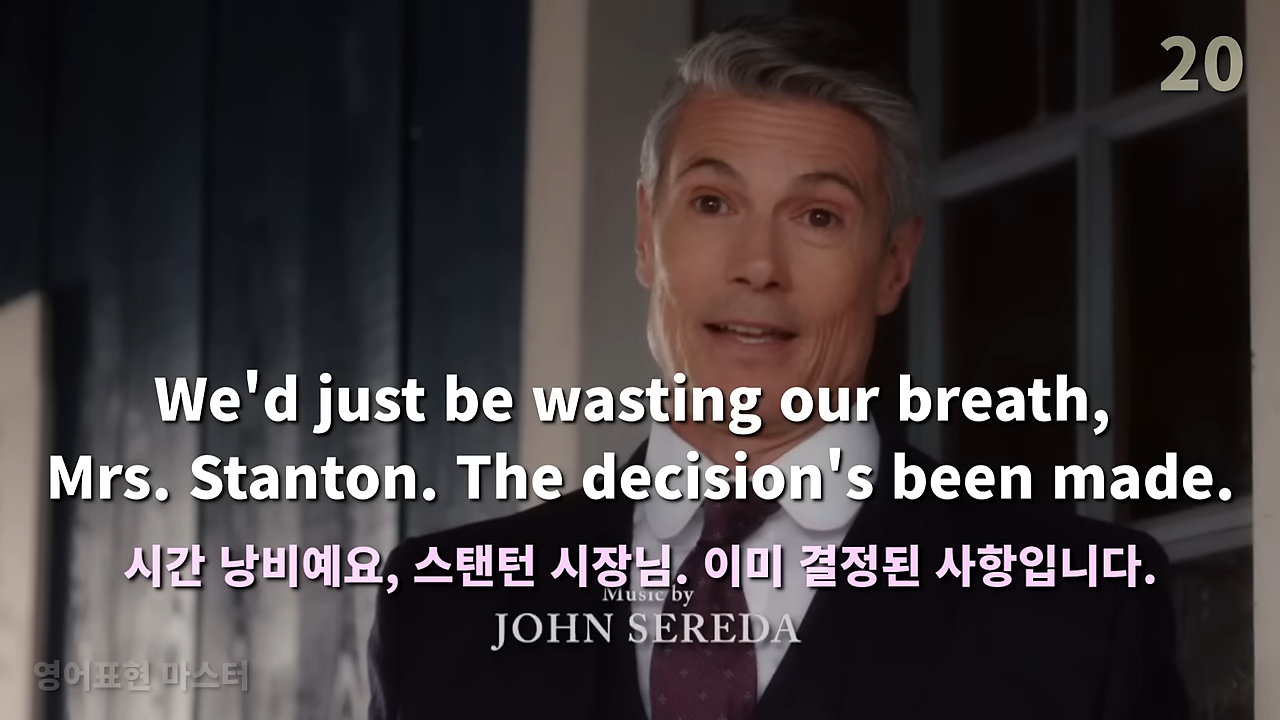 20
We'd just be wasting our breath,
Mrs. Stanton. The decision's been made.
시간 낭비예요, 스탠턴 시장님. 이미 결정된 사항입니다.
Music by
JOHN SEREDA
영어표현 마스터